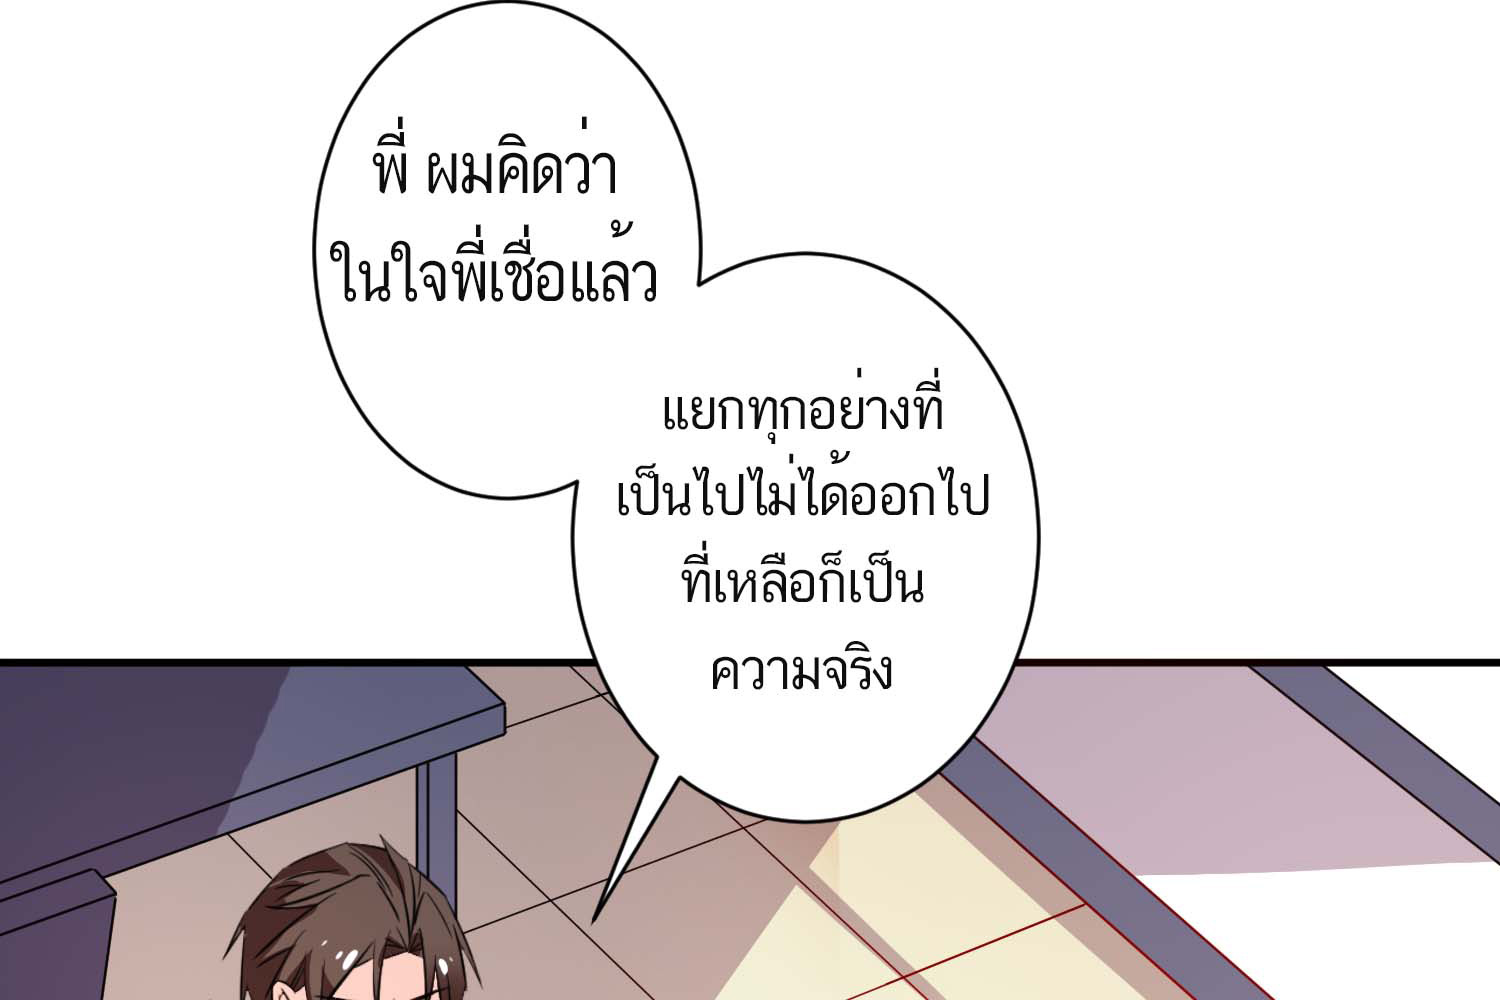 พี่ ผมคิดว่า
ในใจพี่เชื่อแล้ว
แยกทุกอย่างที่
เป็นไปไม่ได้ออกไป
ที่เหลือก็เป็น
ความจริง